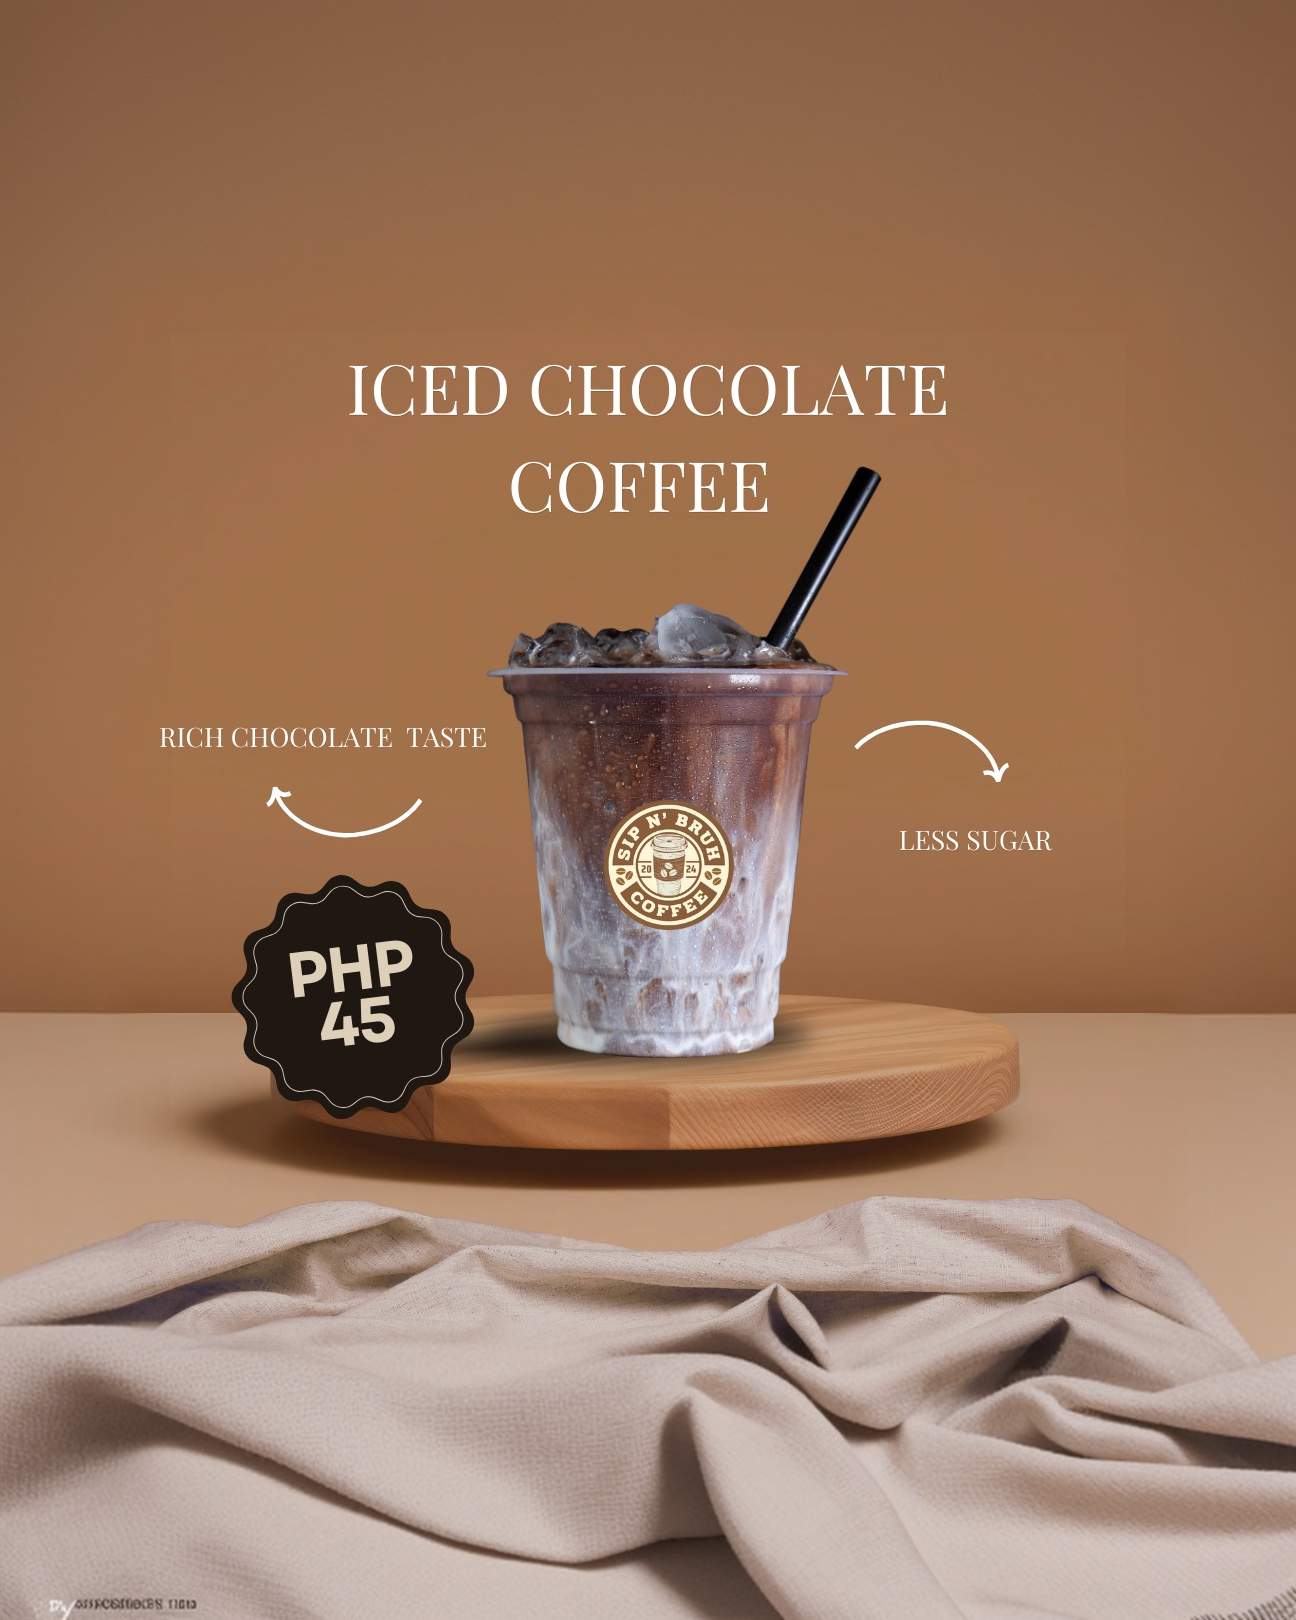 ICED CHOCOLATE
COFFEE
RICH CHOCOLATE  TASTE
LESS SUGAR
SIP N' BRUH
20 24
COFFEE
PHP
45